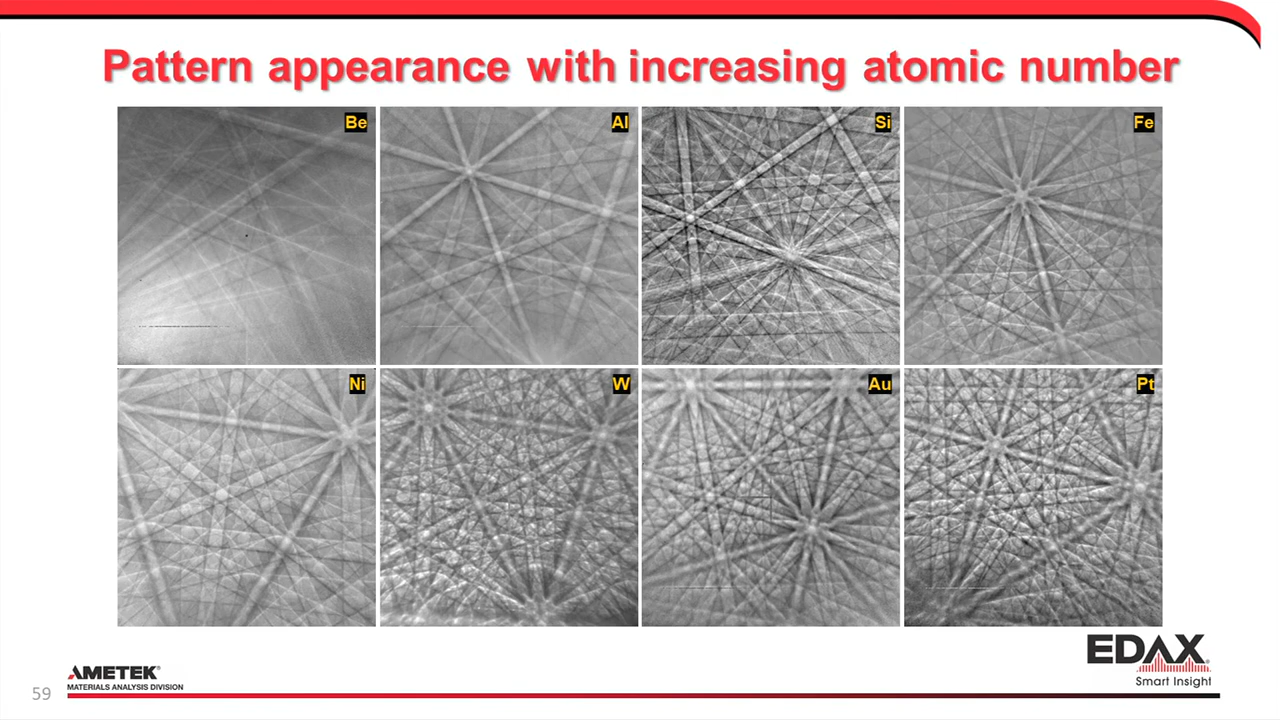 Pattern appearance with increasing atomic number
Be
Al
Si
Fe
Ni
W
Au
Pt
59
AMETEK®
MATERIALS ANALYSIS DIVISION
EDAX®
Smart Insight